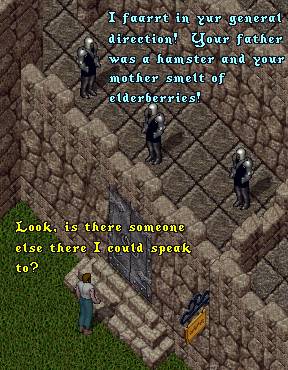 I faarrt in yur general
direction!  Your father
was a hamster and your
mother smelt of
elderberries!
Look, is there someone
else there I could speak
to?